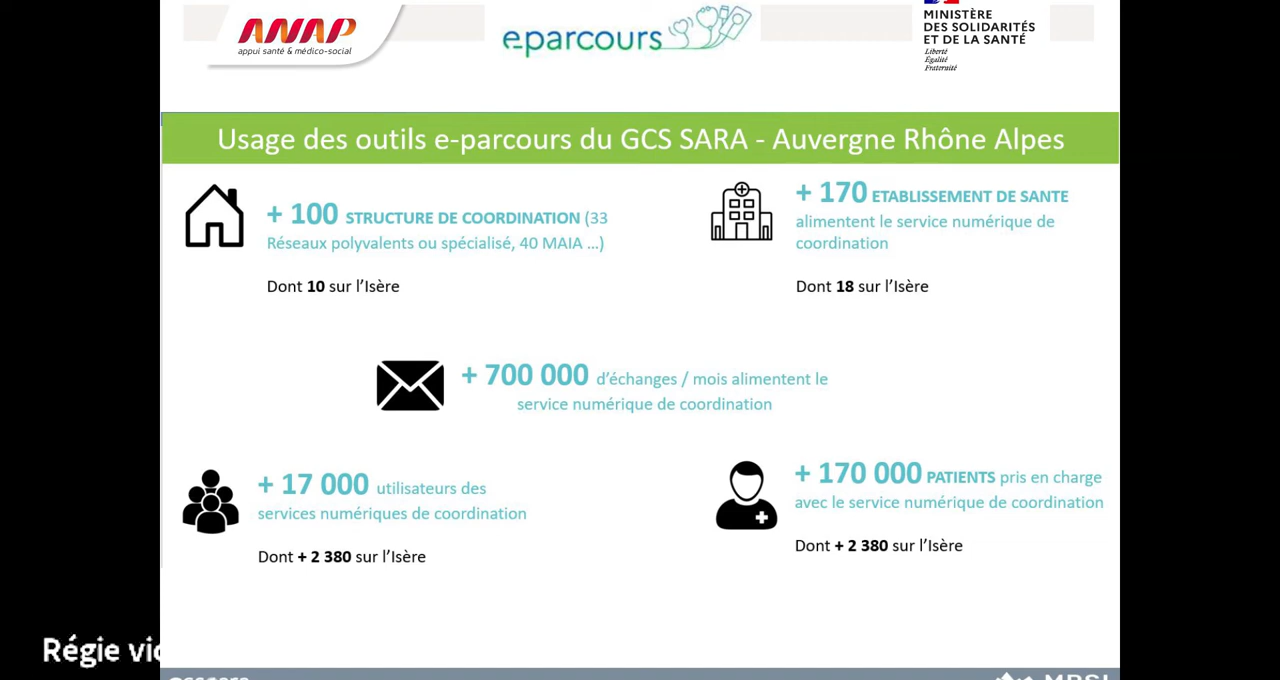 ANAP
appui santé & médico-social
eparcours
MINISTÈRE
DES SOLIDARITÉS
ET DE LA SANTÉ
Liberté
Égalité
Fraternité
Usage des outils e-parcours du GCS SARA - Auvergne Rhône Alpes
+ 100 STRUCTURE DE COORDINATION (33
Réseaux polyvalents ou spécialisé, 40 MAIA ...)
Dont 10 sur l'Isère
+ 170 ETABLISSEMENT DE SANTE
alimentent le service numérique de
coordination
Dont 18 sur l'Isère
+ 700 000 d'échanges / mois alimentent le
service numérique de coordination
+ 17 000 utilisateurs des
services numériques de coordination
Dont + 2 380 sur l'Isère
+ 170 000 PATIENTS pris en charge
avec le service numérique de coordination
Dont + 2 380 sur l'Isère
Régie